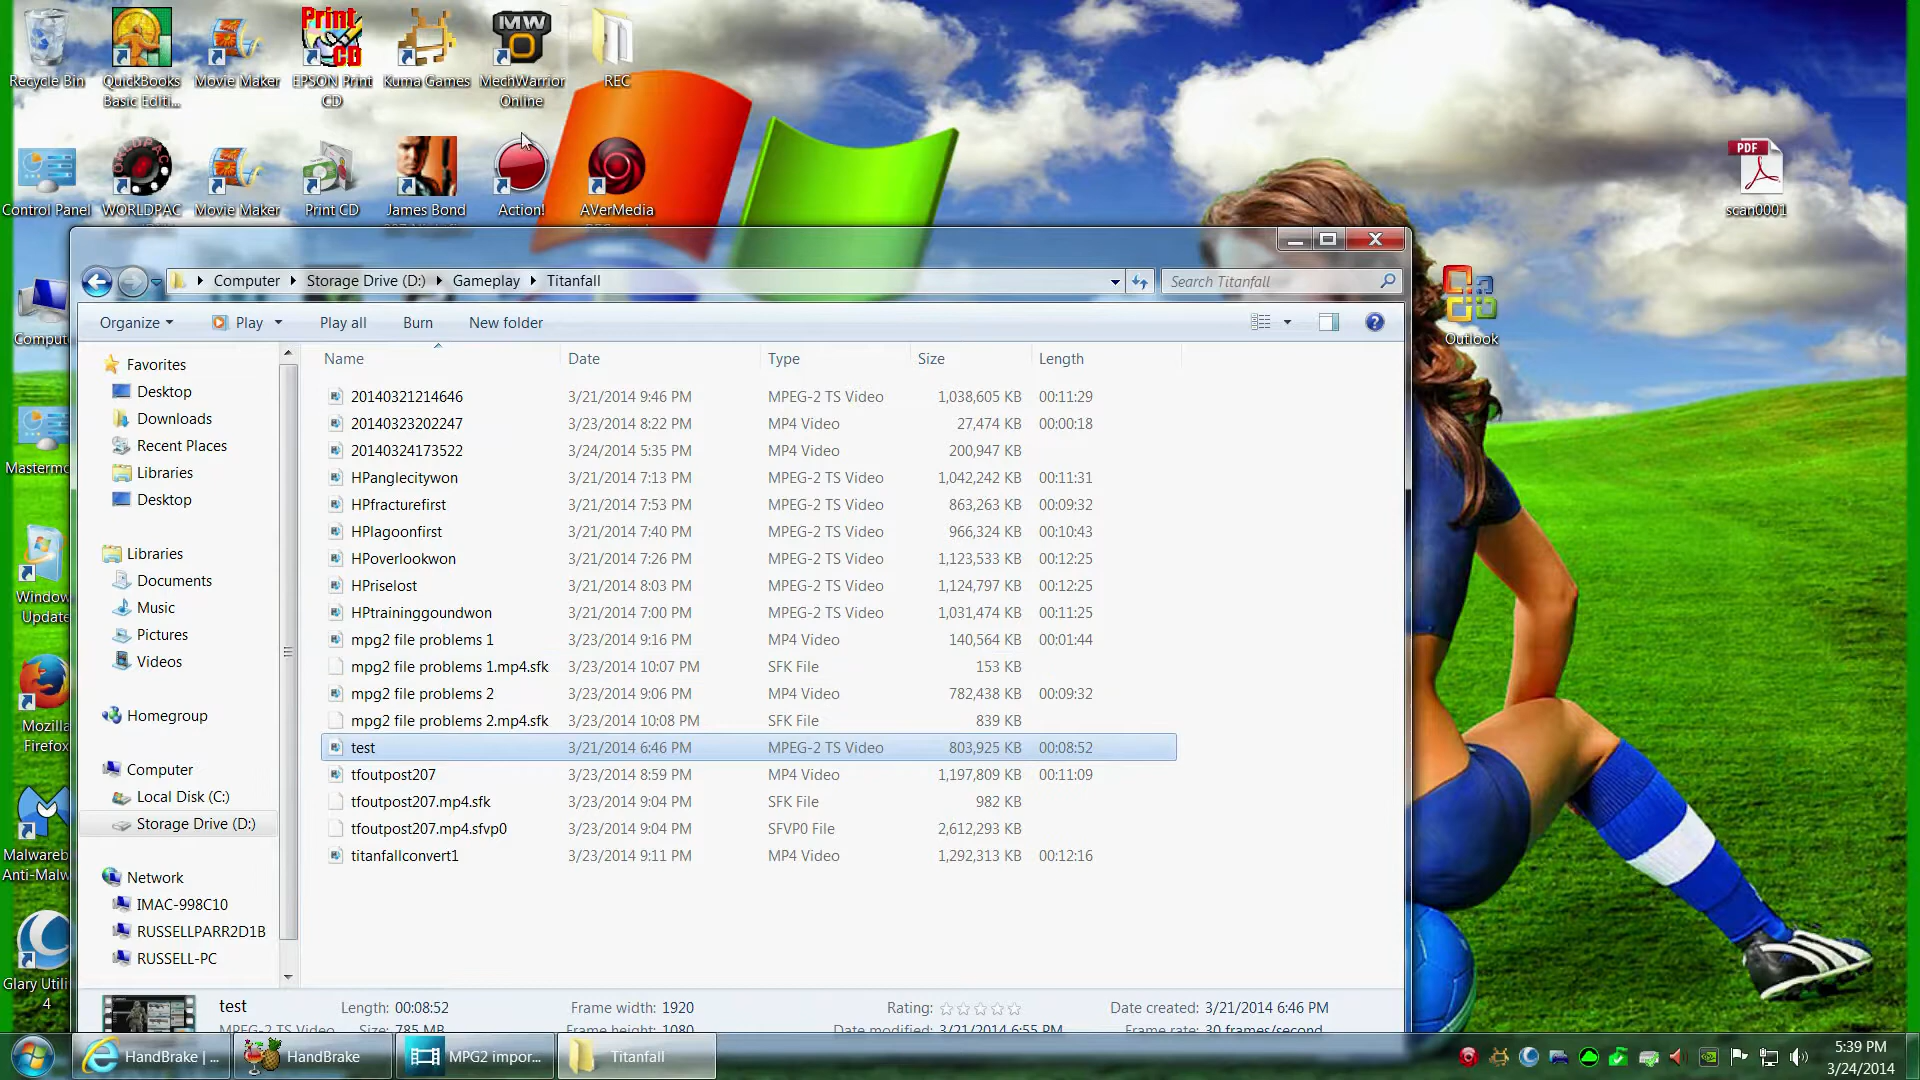 Recycle Bin
QuickBooks
Basic Editi...
Movie Maker
Print
CD
EPSON Print
CD
Kuma Games
MWO
MechWarrior
Online
REC
Control Panel
WORLDPAC
Movie Maker
Print CD
James Bond
Action!
AVerMedia
PDF
scan0001
Outlook
Comput
Masterm
Window
Update
Mozilla
Firefox
Malwareb
Anti-Malw
Glary Utili
4
Computer
Storage Drive (D:)
Gameplay
Titanfall
Search Titanfall
Organize
Play
Play all
Burn
New folder
Favorites
Desktop
Downloads
Recent Places
Libraries
Desktop
Libraries
Documents
Music
Pictures
Videos
Homegroup
Computer
Local Disk (C:)
Storage Drive (D:)
Network
IMAC-998C10
RUSSELLPARR2D1B
RUSSELL-PC
Name Date Type Size Length
20140321214646 3/21/2014 9:46 PM MPEG-2 TS Video 1,038,605 KB 00:11:29
20140323202247 3/23/2014 8:22 PM MP4 Video 27,474 KB 00:00:18
20140324173522 3/24/2014 5:35 PM MP4 Video 200,947 KB
HPanglecitywon 3/21/2014 7:13 PM MPEG-2 TS Video 1,042,242 KB 00:11:31
HPfracturefirst 3/21/2014 7:53 PM MPEG-2 TS Video 863,263 KB 00:09:32
HPlagoonfirst 3/21/2014 7:40 PM MPEG-2 TS Video 966,324 KB 00:10:43
HPoverlookwon 3/21/2014 7:26 PM MPEG-2 TS Video 1,123,533 KB 00:12:25
HPriselost 3/21/2014 8:03 PM MPEG-2 TS Video 1,124,797 KB 00:12:25
HPtraininggoundwon 3/21/2014 7:00 PM MPEG-2 TS Video 1,031,474 KB 00:11:25
mpg2 file problems 1 3/23/2014 9:16 PM MP4 Video 140,564 KB 00:01:44
mpg2 file problems 1.mp4.sfk 3/23/2014 10:07 PM SFK File 153 KB
mpg2 file problems 2 3/23/2014 9:06 PM MP4 Video 782,438 KB 00:09:32
mpg2 file problems 2.mp4.sfk 3/23/2014 10:08 PM SFK File 839 KB
test 3/21/2014 6:46 PM MPEG-2 TS Video 803,925 KB 00:08:52
tfoutpost207 3/23/2014 8:59 PM MP4 Video 1,197,809 KB 00:11:09
tfoutpost207.mp4.sfk 3/23/2014 9:04 PM SFK File 982 KB
tfoutpost207.mp4.sfvp0 3/23/2014 9:04 PM SFVP0 File 2,612,293 KB
titanfallconvert1 3/23/2014 9:11 PM MP4 Video 1,292,313 KB 00:12:16
test Length: 00:08:52 Frame width: 1920 Rating: Date created: 3/21/2014 6:46 PM
MPEG-2 TS Video Size: 785 MB Frame height: 1080 Date modified: 3/21/2014 6:55 PM Frame rate: 30 frames/second
HandBrake | ...
HandBrake
MPG2 impor...
Titanfall
5:39 PM
3/24/2014